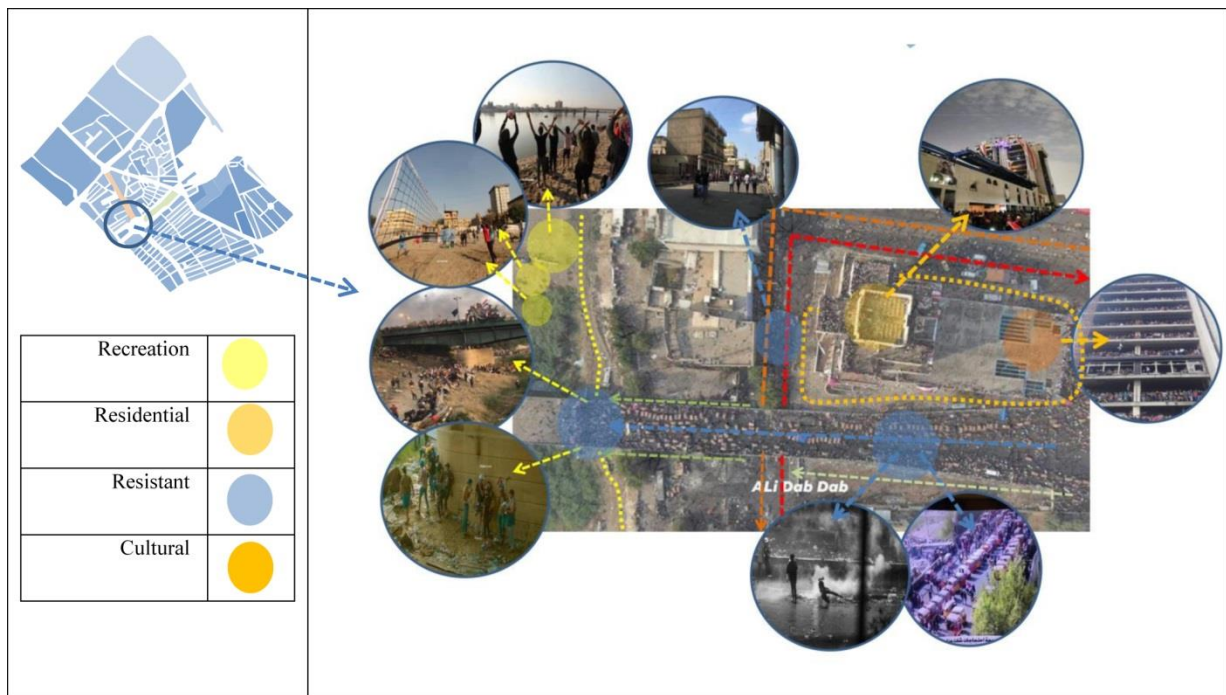 Recreation
Residential
Resistant
Cultural
ALi Dab Dab